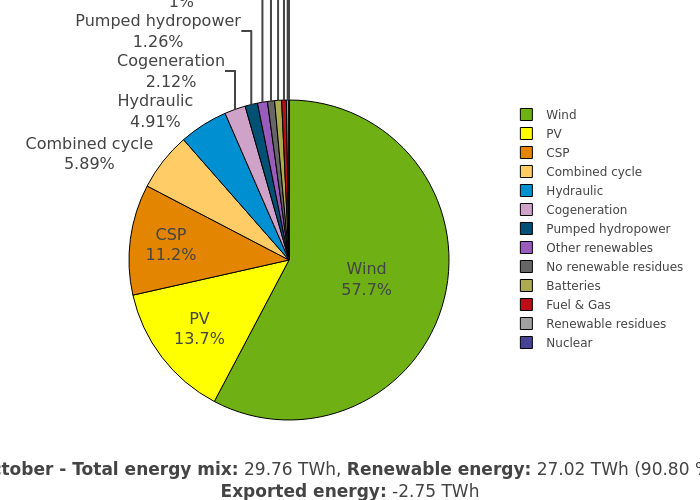 1%
Pumped hydropower
1.26%
Cogeneration
2.12%
Hydraulic
4.91%
Combined cycle
5.89%
CSP
11.2%
PV
13.7%
Wind
57.7%
Wind
PV
CSP
Combined cycle
Hydraulic
Cogeneration
Pumped hydropower
Other renewables
No renewable residues
Batteries
Fuel & Gas
Renewable residues
Nuclear
ctober - Total energy mix: 29.76 TWh, Renewable energy: 27.02 TWh (90.80 %
Exported energy: -2.75 TWh